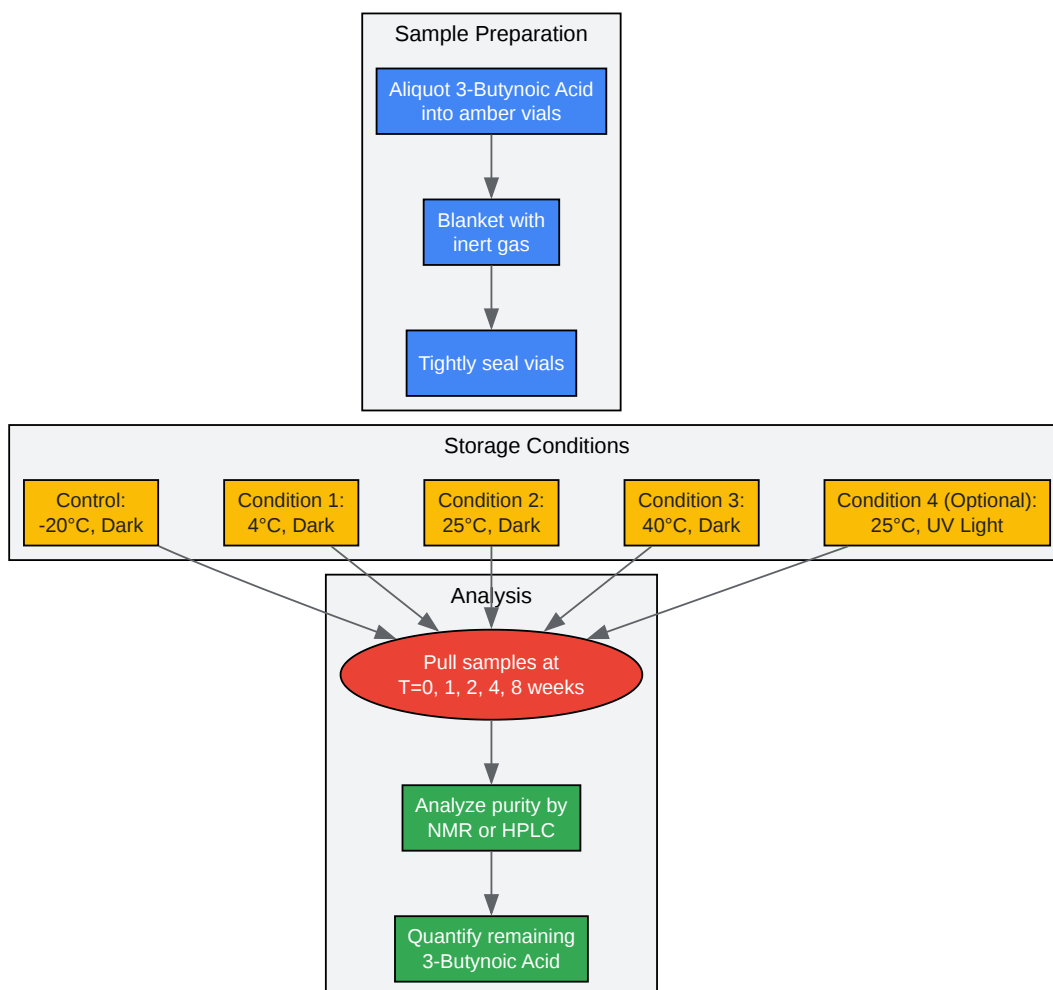 Sample Preparation
Aliquot 3-Butynoic Acid
into amber vials
Blanket with
inert gas
Tightly seal vials
Storage Conditions
Control:
-20°C, Dark
Condition 1:
4°C, Dark
Condition 2:
25°C, Dark
Condition 3:
40°C, Dark
Condition 4 (Optional):
25°C, UV Light
Analysis
Pull samples at
T=0, 1, 2, 4, 8 weeks
Analyze purity by
NMR or HPLC
Quantify remaining
3-Butynoic Acid